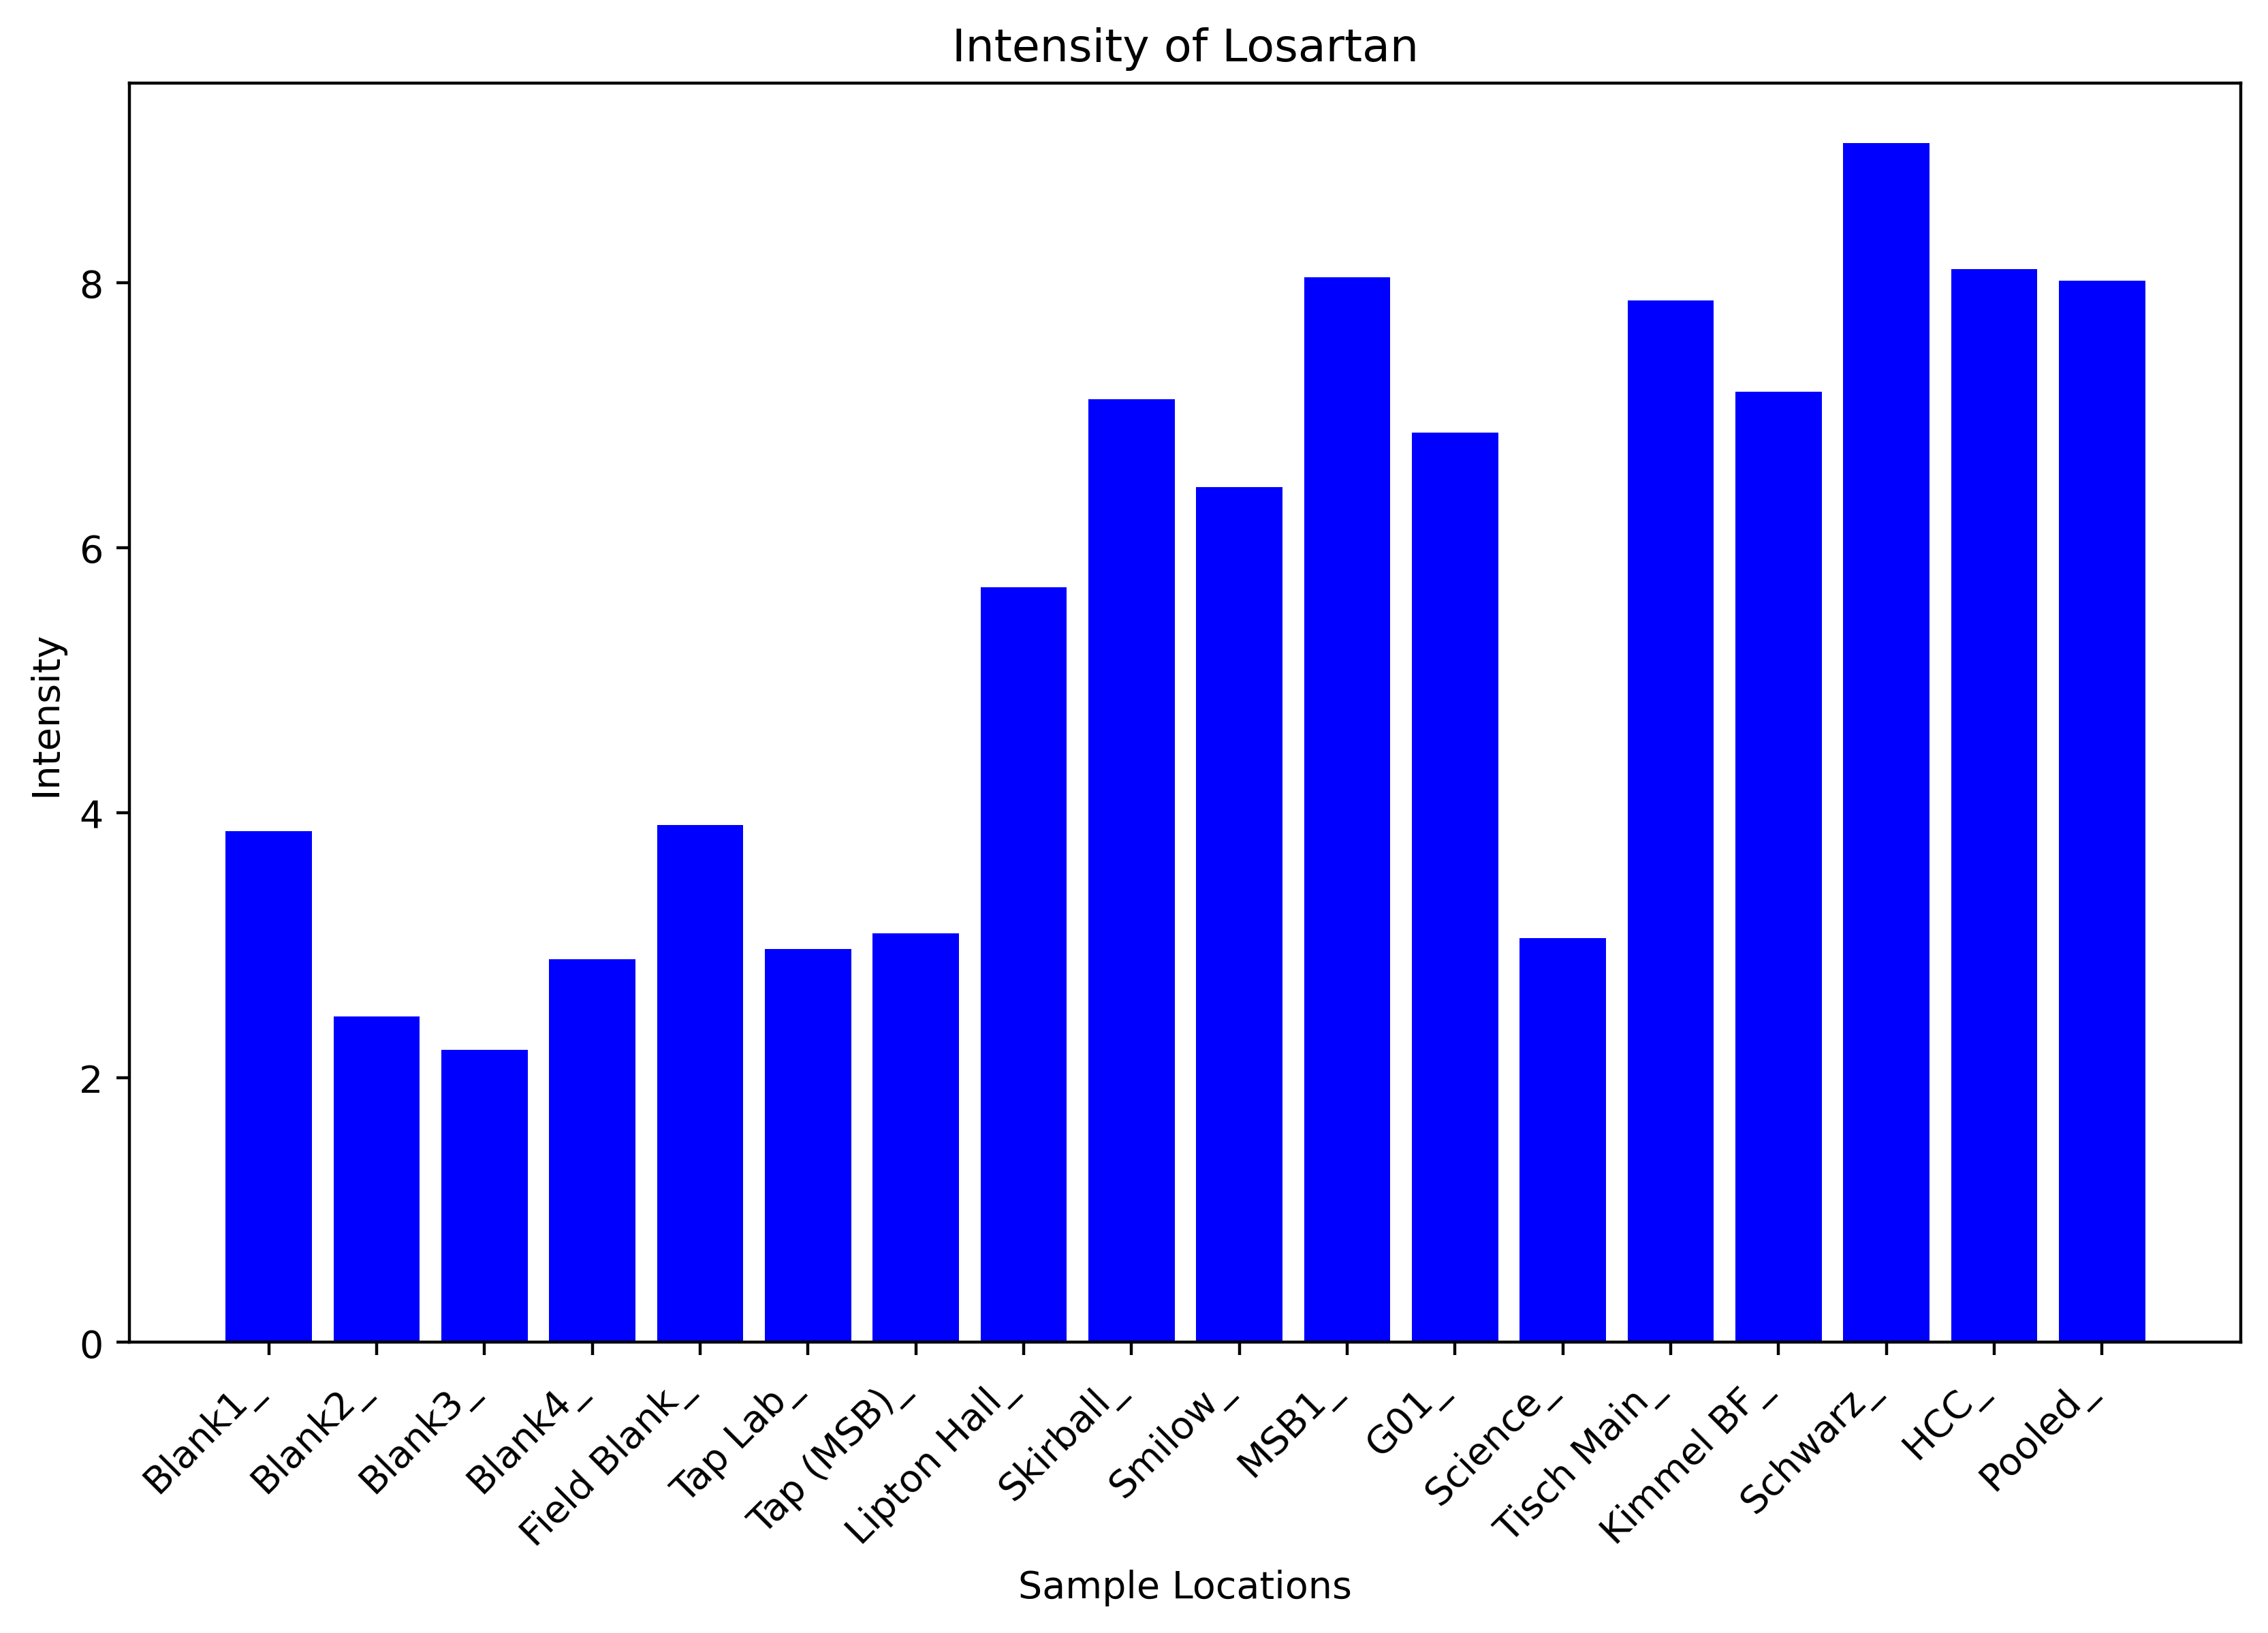 Intensity of Losartan
Intensity
8
6
4
2
0
Blank1_
Blank2_
Blank3_
Blank4_
Field Blank_
Tap Lab_
Tap (MSB)_
Lipton Hall_
Skirball_
Smilow_
MSB1_
G01_
Science_
Tisch Main_
Kimmel BF_
Schwarz_
HCC_
Pooled_
Sample Locations